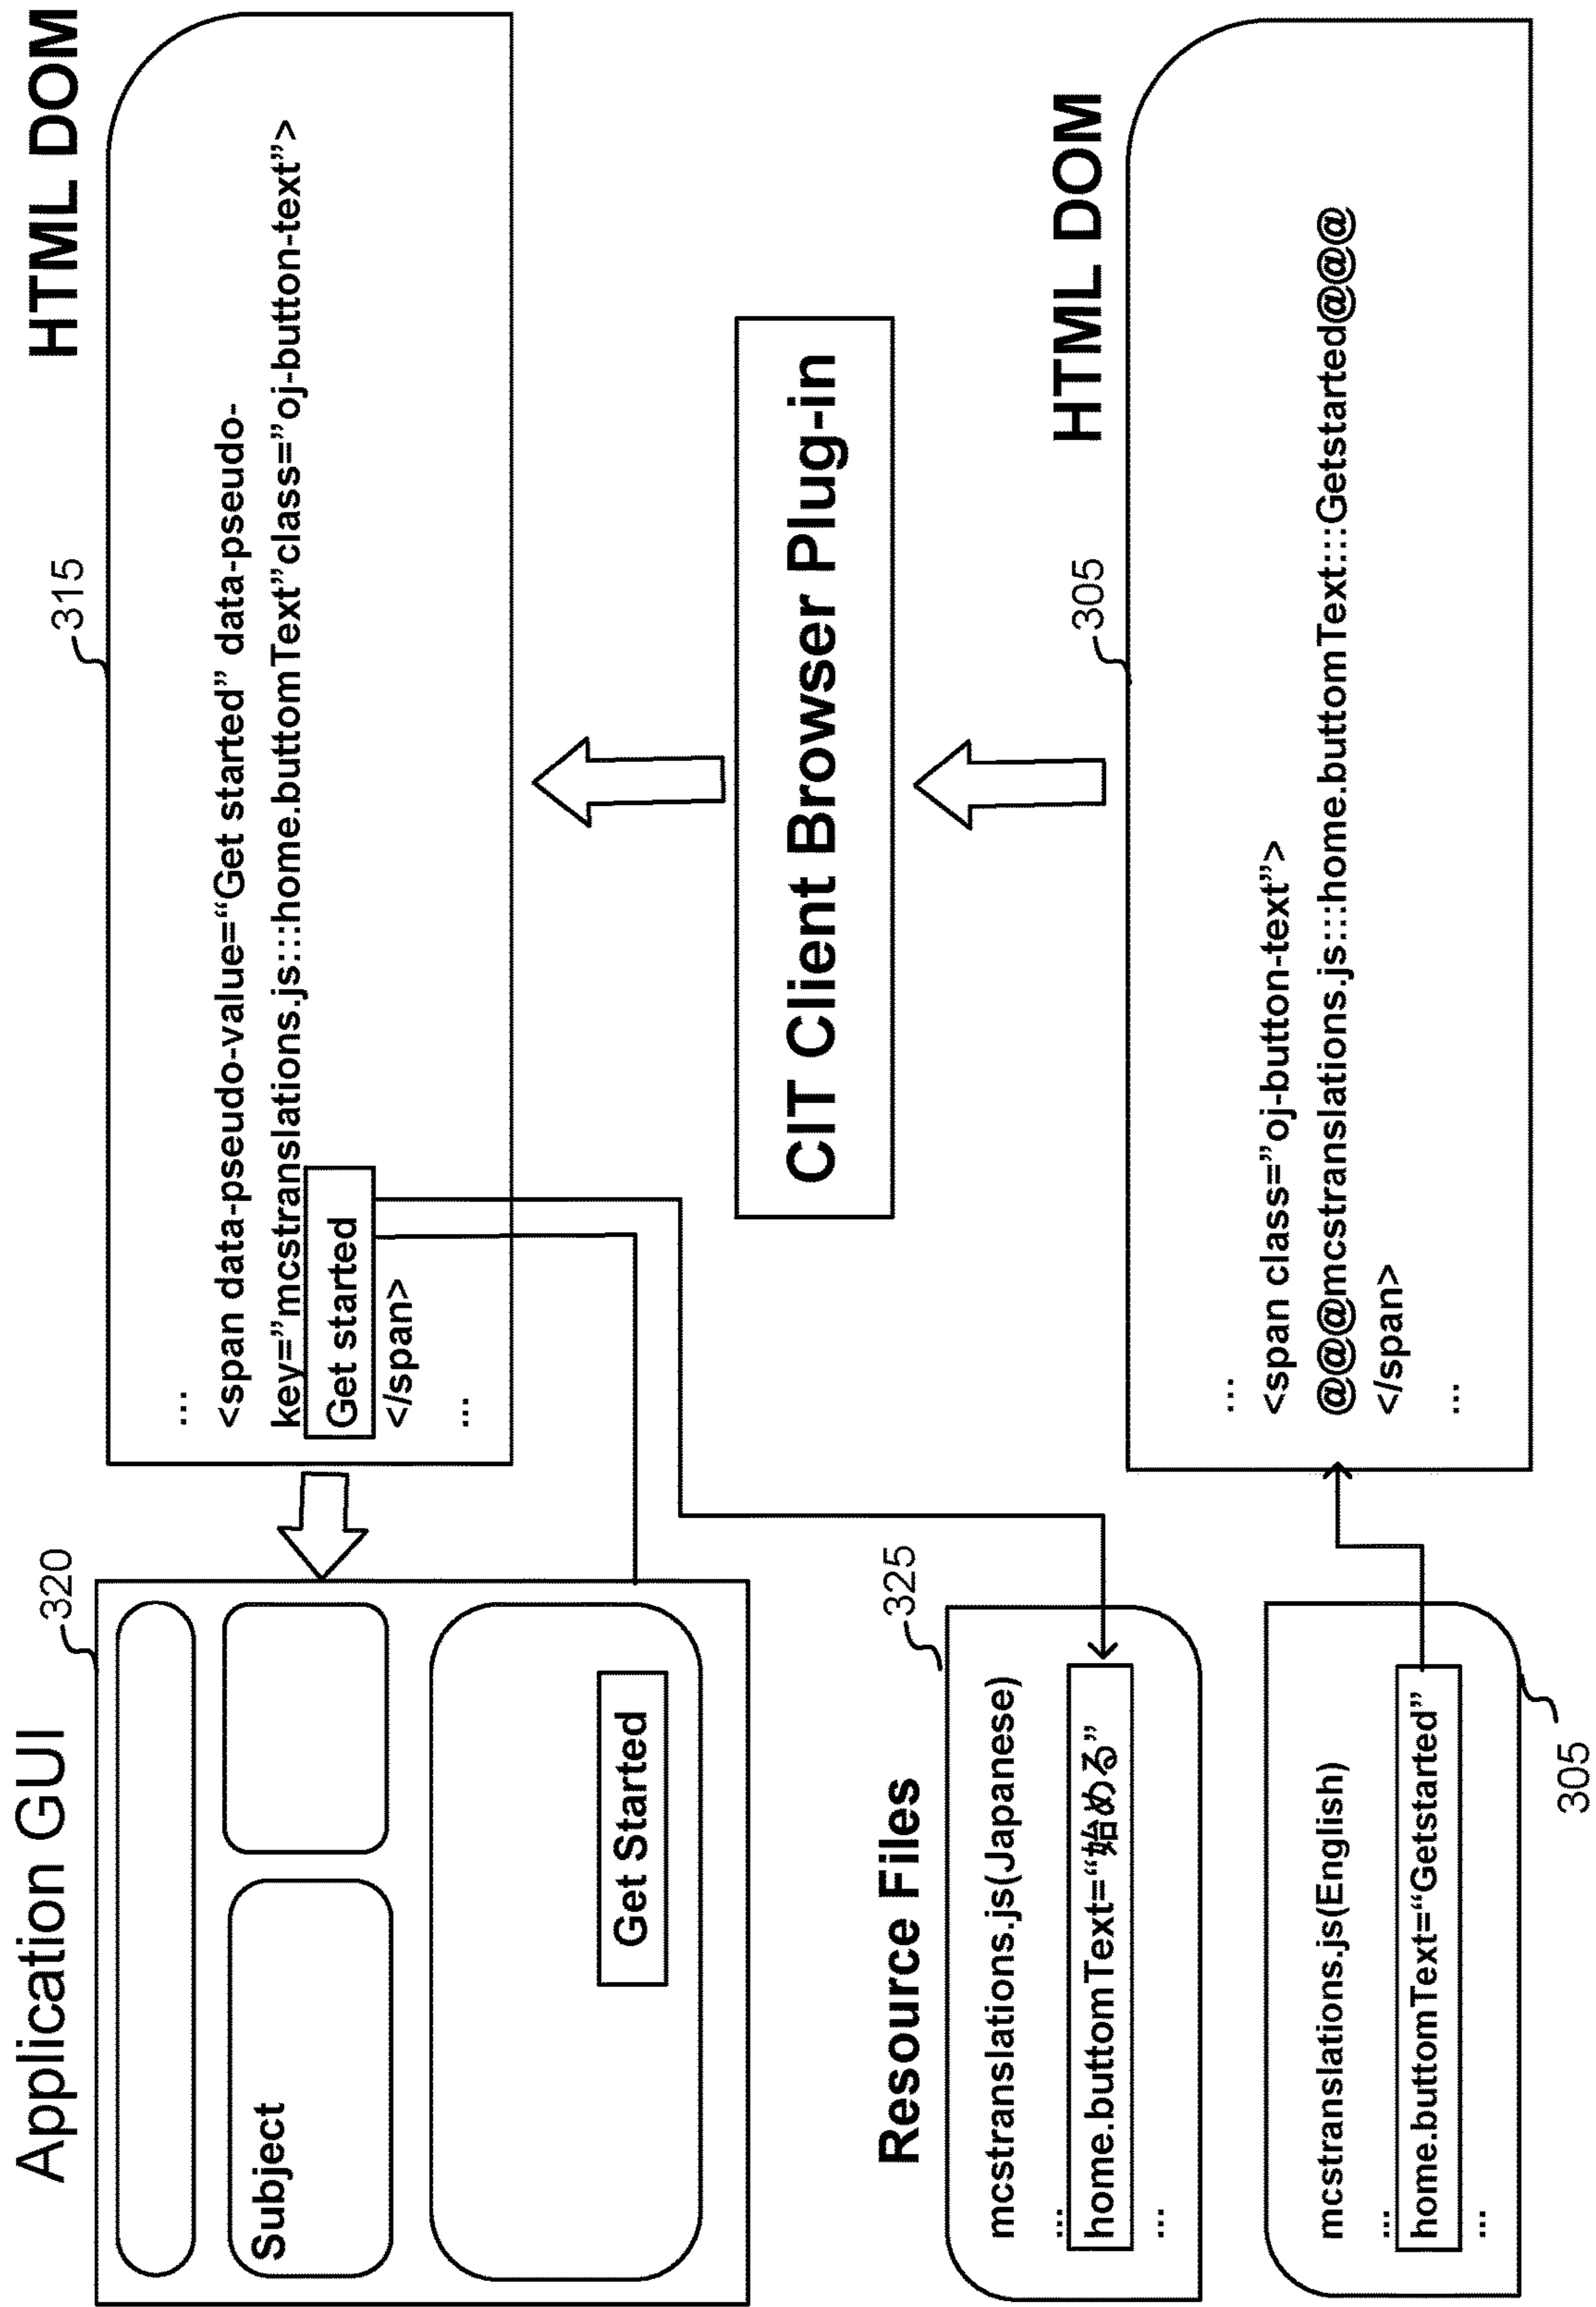 Application GUI
320
Subject
Get Started
HTML DOM
315
...
<span data-pseudo-value=“Get started” data-pseudo-
key=”mcstranslations.js:::home.buttomText”class=”oj-button-text”>
Get started
</span>
...
CIT Client Browser Plug-in
Resource Files
325
mcstranslations.js(Japanese)
...
home.buttomText=“始める”
...
mcstranslations.js(English)
...
home.buttomText=“Getstarted”
...
305
HTML DOM
305
...
<span class=”oj-button-text”>
@@@mcstranslations.js:::home.buttomText:::Getstarted@@@
</span>
...